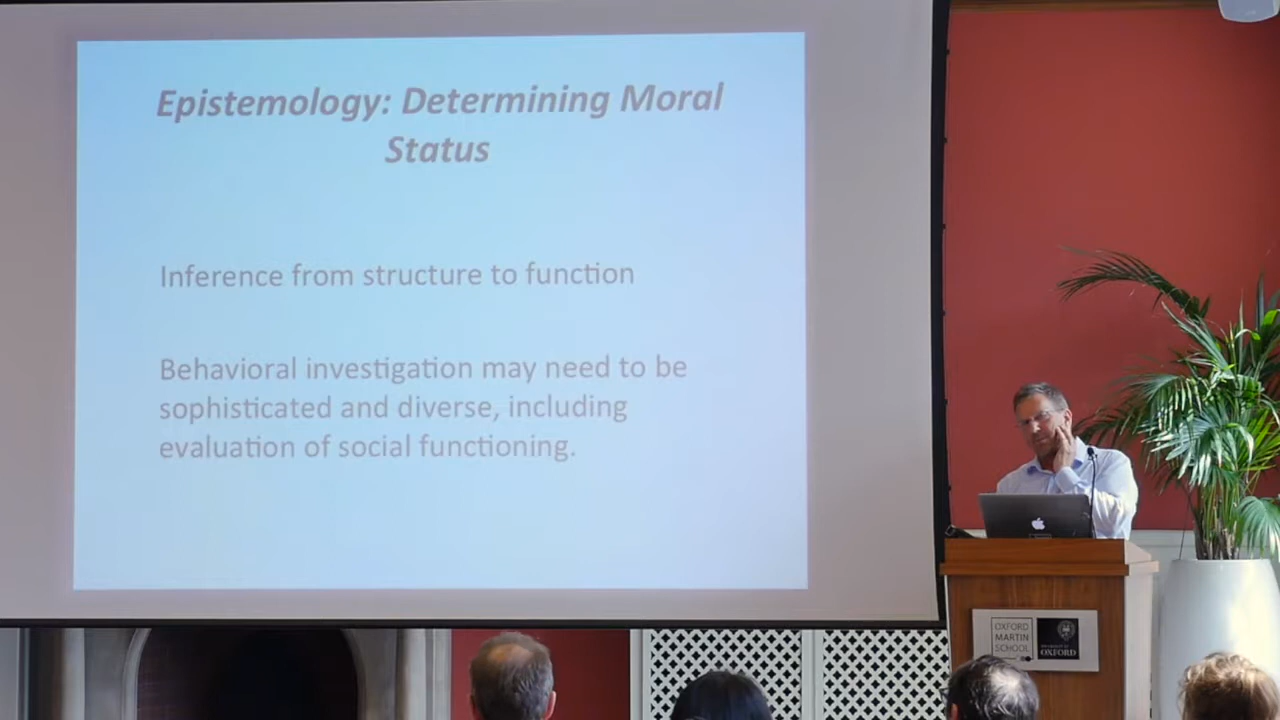 Epistemology: Determining Moral
Status
Inference from structure to function
Behavioral investigation may need to be
sophisticated and diverse, including
evaluation of social functioning.
OXFORD
MARTIN
SCHOOL
OXFORD